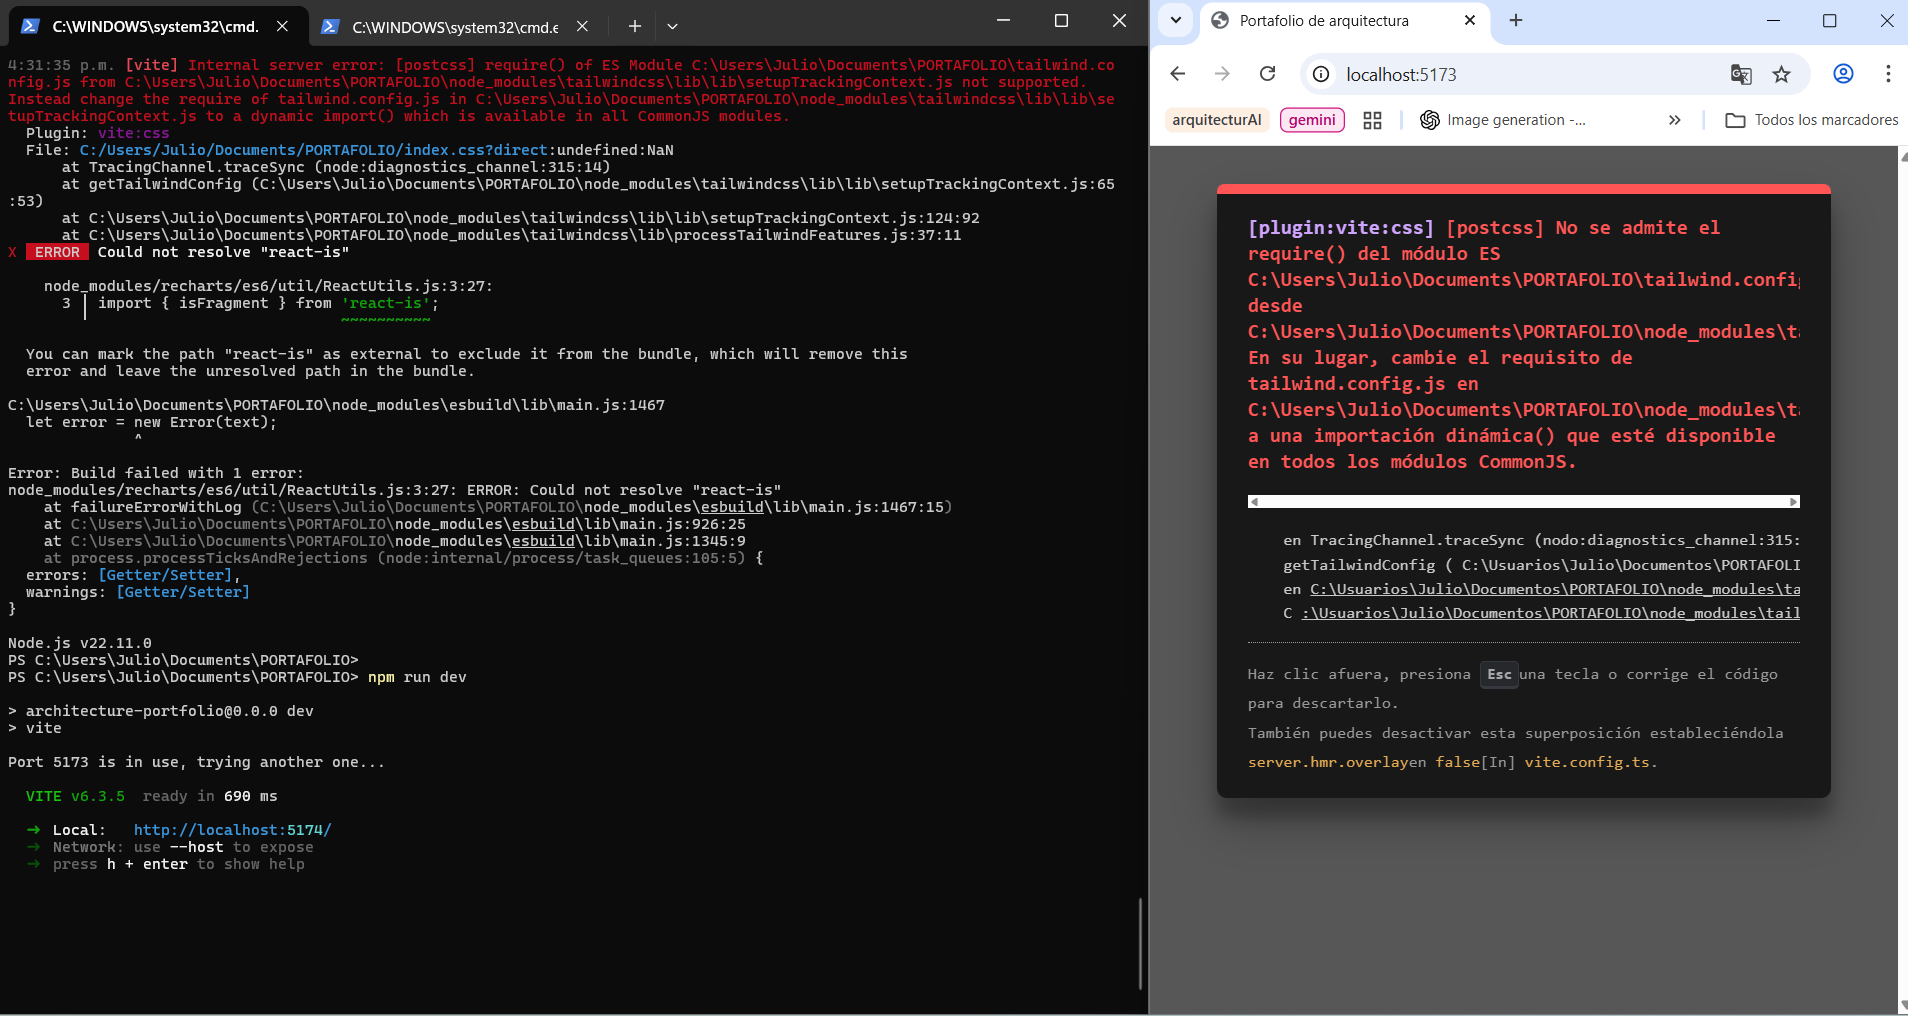 C:\WINDOWS\system32\cmd.
C:\WINDOWS\system32\cmd.e
4:31:35 p.m. [vite] Internal server error: [postcss] require() of ES Module C:\Users\Julio\Documents\PORTAFOLIO\tailwind.co
nfig.js from C:\Users\Julio\Documents\PORTAFOLIO\node_modules\tailwindcss\lib\lib\setupTrackingContext.js not supported.
Instead change the require of tailwind.config.js in C:\Users\Julio\Documents\PORTAFOLIO\node_modules\tailwindcss\lib\lib\se
tupTrackingContext.js to a dynamic import() which is available in all CommonJS modules.
Plugin: vite:css
File: C:/Users/Julio/Documents/PORTAFOLIO/index.css?direct:undefined:NaN
at TracingChannel.traceSync (node:diagnostics_channel:315:14)
at getTailwindConfig (C:\Users\Julio\Documents\PORTAFOLIO\node_modules\tailwindcss\lib\lib\setupTrackingContext.js:65
:53)
at C:\Users\Julio\Documents\PORTAFOLIO\node_modules\tailwindcss\lib\lib\setupTrackingContext.js:124:92
at C:\Users\Julio\Documents\PORTAFOLIO\node_modules\tailwindcss\lib\processTailwindFeatures.js:37:11
X ERROR Could not resolve "react-is"
node_modules/recharts/es6/util/ReactUtils.js:3:27:
3 │ import { isFragment } from 'react-is';
~~~~~~~~~~
You can mark the path "react-is" as external to exclude it from the bundle, which will remove this
error and leave the unresolved path in the bundle.
C:\Users\Julio\Documents\PORTAFOLIO\node_modules\esbuild\lib\main.js:1467
let error = new Error(text);
^
Error: Build failed with 1 error:
node_modules/recharts/es6/util/ReactUtils.js:3:27: ERROR: Could not resolve "react-is"
at failureErrorWithLog (C:\Users\Julio\Documents\PORTAFOLIO\node_modules\esbuild\lib\main.js:1467:15)
at C:\Users\Julio\Documents\PORTAFOLIO\node_modules\esbuild\lib\main.js:926:25
at C:\Users\Julio\Documents\PORTAFOLIO\node_modules\esbuild\lib\main.js:1345:9
at process.processTicksAndRejections (node:internal/process/task_queues:105:5) {
errors: [Getter/Setter],
warnings: [Getter/Setter]
}
Node.js v22.11.0
PS C:\Users\Julio\Documents\PORTAFOLIO>
PS C:\Users\Julio\Documents\PORTAFOLIO> npm run dev
> architecture-portfolio@0.0.0 dev
> vite
Port 5173 is in use, trying another one...
VITE v6.3.5 ready in 690 ms
➜ Local: http://localhost:5174/
➜ Network: use --host to expose
➜ press h + enter to show help
Portafolio de arquitectura
localhost:5173
arquitecturAI
gemini
Image generation -...
Todos los marcadores
[plugin:vite:css] [postcss] No se admite el
require() del módulo ES
C:\Users\Julio\Documents\PORTAFOLIO\tailwind.config
desde
C:\Users\Julio\Documents\PORTAFOLIO\node_modules\ta
En su lugar, cambie el requisito de
tailwind.config.js en
C:\Users\Julio\Documents\PORTAFOLIO\node_modules\ta
a una importación dinámica() que esté disponible
en todos los módulos CommonJS.
en TracingChannel.traceSync (nodo:diagnostics_channel:315:
getTailwindConfig ( C:\Usuarios\Julio\Documentos\PORTAFOLI
en C:\Usuarios\Julio\Documentos\PORTAFOLIO\node_modules\ta
C :\Usuarios\Julio\Documentos\PORTAFOLIO\node_modules\tail
Haz clic afuera, presiona Esc una tecla o corrige el código
para descartarlo.
También puedes desactivar esta superposición estableciéndola
server.hmr.overlayen false[In] vite.config.ts.